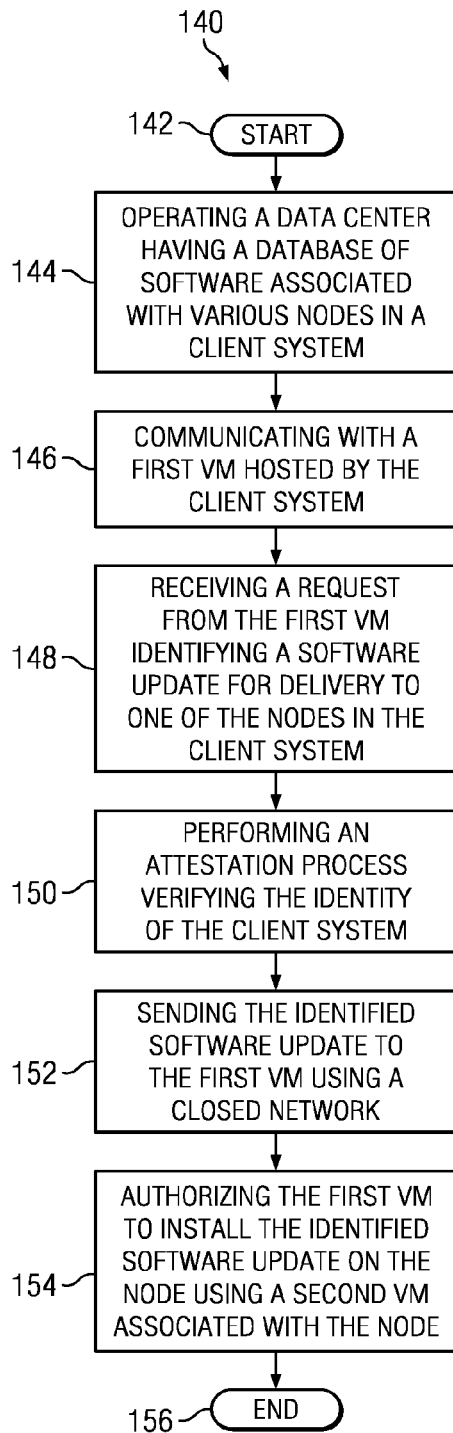 140
142
START
144
OPERATING A DATA CENTER
HAVING A DATABASE OF
SOFTWARE ASSOCIATED
WITH VARIOUS NODES IN A
CLIENT SYSTEM
146
COMMUNICATING WITH A
FIRST VM HOSTED BY THE
CLIENT SYSTEM
148
RECEIVING A REQUEST
FROM THE FIRST VM
IDENTIFYING A SOFTWARE
UPDATE FOR DELIVERY TO
ONE OF THE NODES IN THE
CLIENT SYSTEM
150
PERFORMING AN
ATTESTATION PROCESS
VERIFYING THE IDENTITY
OF THE CLIENT SYSTEM
152
SENDING THE IDENTIFIED
SOFTWARE UPDATE TO
THE FIRST VM USING A
CLOSED NETWORK
154
AUTHORIZING THE FIRST VM
TO INSTALL THE IDENTIFIED
SOFTWARE UPDATE ON THE
NODE USING A SECOND VM
ASSOCIATED WITH THE NODE
156
END